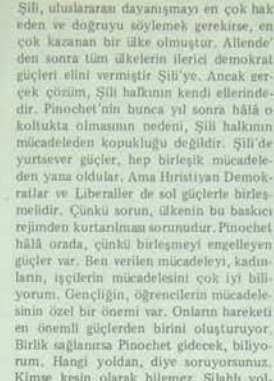 Şili, uluslararası dayanışmayı en çok hak
eden ve doğruyu söylemek gerekirse, en
çok kazanan bir ülke olmuştur. Allende'
den sonra tüm ülkelerin ilerici demokrat
güçleri elini vermiştir Şili'ye. Ancak ger-
çek çözüm, Şili halkının kendi ellerinde-
dir. Pinochet'nin bunca yıl sonra hâlâ o
koltukta olmasının nedeni, Şili halkının
mücadeleden kopukluğu değildir. Şili'de
yurtsever güçler, hep birleşik mücadele-
den yana oldular. Ama Hıristiyan Demok-
ratlar ve Liberaller de sol güçlerle birleş-
melidir. Çünkü sorun, ülkenin bu baskıcı
rejimden kurtarılması sorunudur. Pinochet
hâlâ orada, çünkü birleşmeyi engelleyen
güçler var. Ben verilen mücadeleyi, kadın-
ların, işçilerin mücadelesini çok iyi bili-
yorum. Gençliğin, öğrencilerin mücadele-
sinin özel bir önemi var. Onların hareketi
en önemli güçlerden birini oluşturuyor.
Birlik sağlanırsa Pinochet gidecek, biliyo-
rum. Hangi yoldan, diye soruyorsunuz.
Kimse kesin olarak bilemez. Silahlı yol